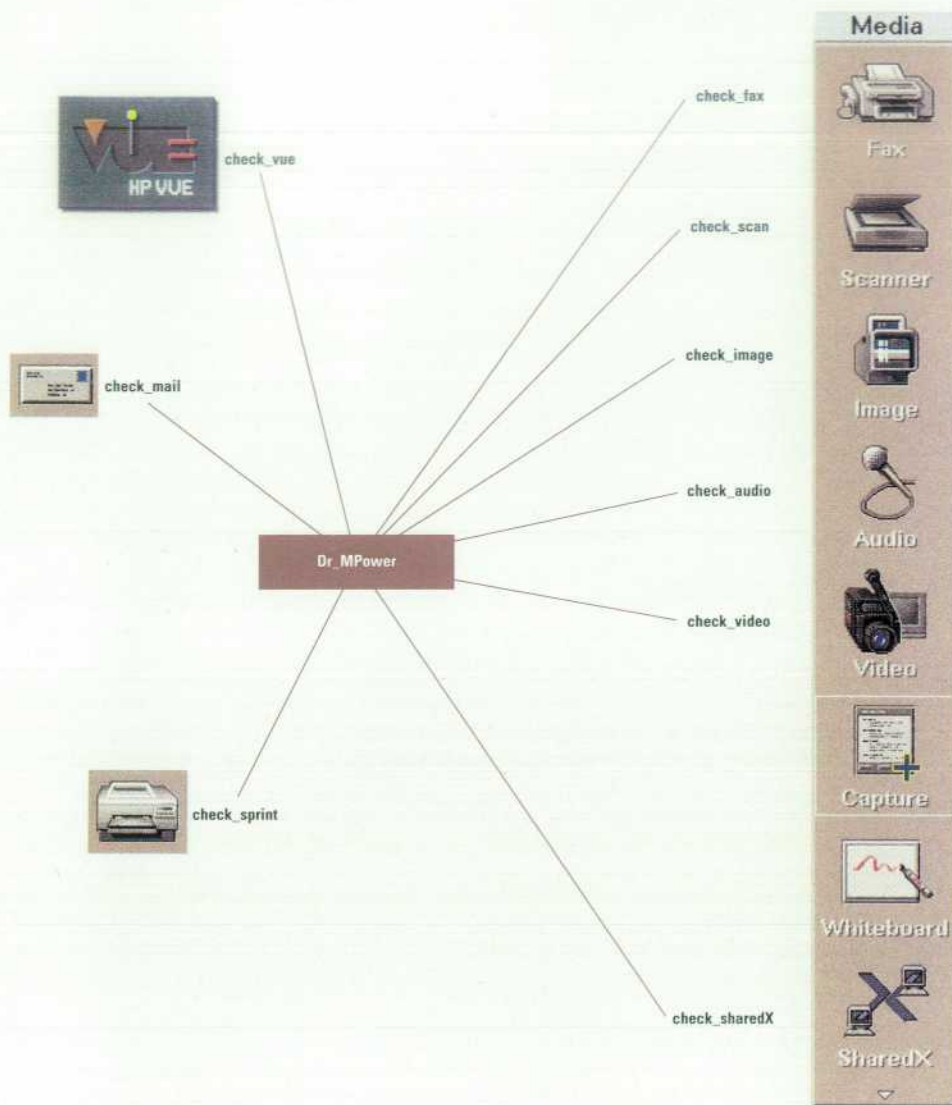 Media
check_fax
Fax
VUE
HP VUE
check_vue
check_scan
Scanner
check_image
Image
check_mail
check_audio
Audio
Dr_MPower
check_video
Video
Capture
check_sprint
Whiteboard
check_sharedX
SharedX